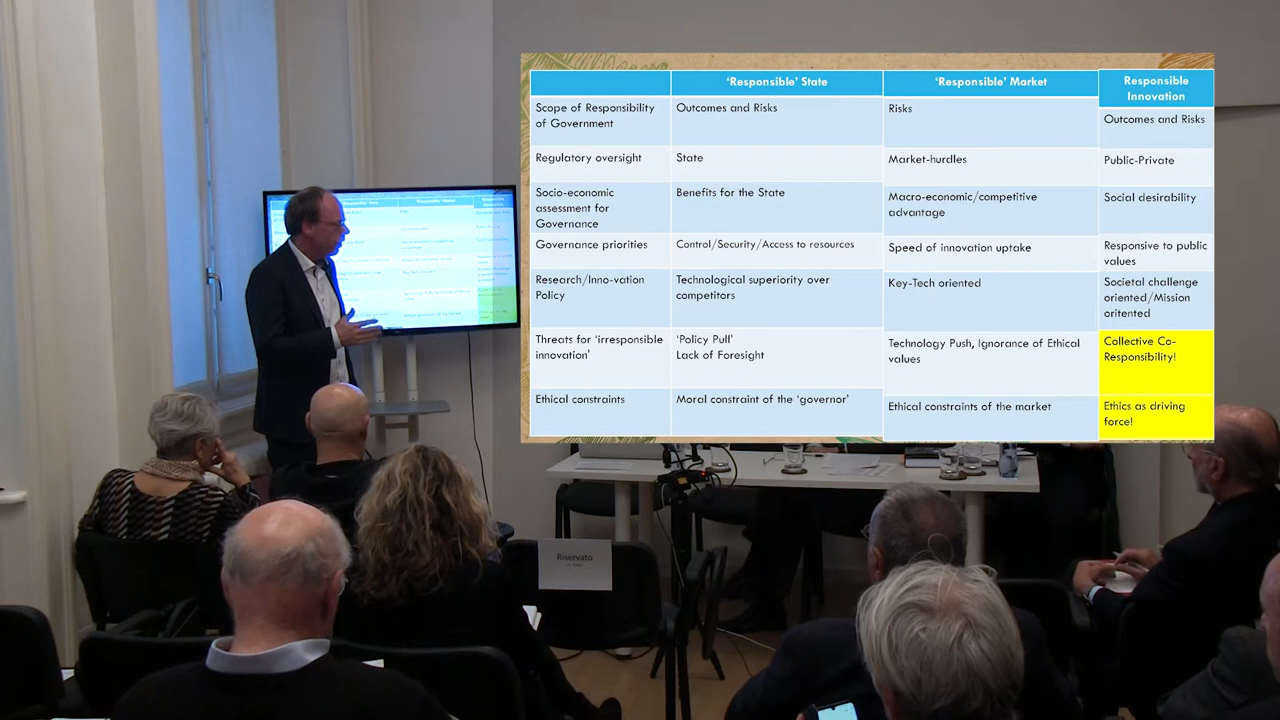 'Responsible' State
'Responsible' Market
Responsible
Innovation
Scope of Responsibility
of Government
Outcomes and Risks
Risks
Outcomes and Risks
Regulatory oversight
State
Market-hurdles
Public-Private
Socio-economic
assessment for
Governance
Benefits for the State
Macro-economic/competitive
advantage
Social desirability
Governance priorities
Control/Security/Access to resources
Speed of innovation uptake
Responsive to public
values
Research/Inno-vation
Policy
Technological superiority over
competitors
Key-Tech oriented
Societal challenge
oriented/Mission
oritented
Threats for 'irresponsible
innovation'
'Policy Pull'
Lack of Foresight
Technology Push, Ignorance of Ethical
values
Collective Co-
Responsibility!
Ethical constraints
Moral constraint of the 'governor'
Ethical constraints of the market
Ethics as driving
force!
Riservato